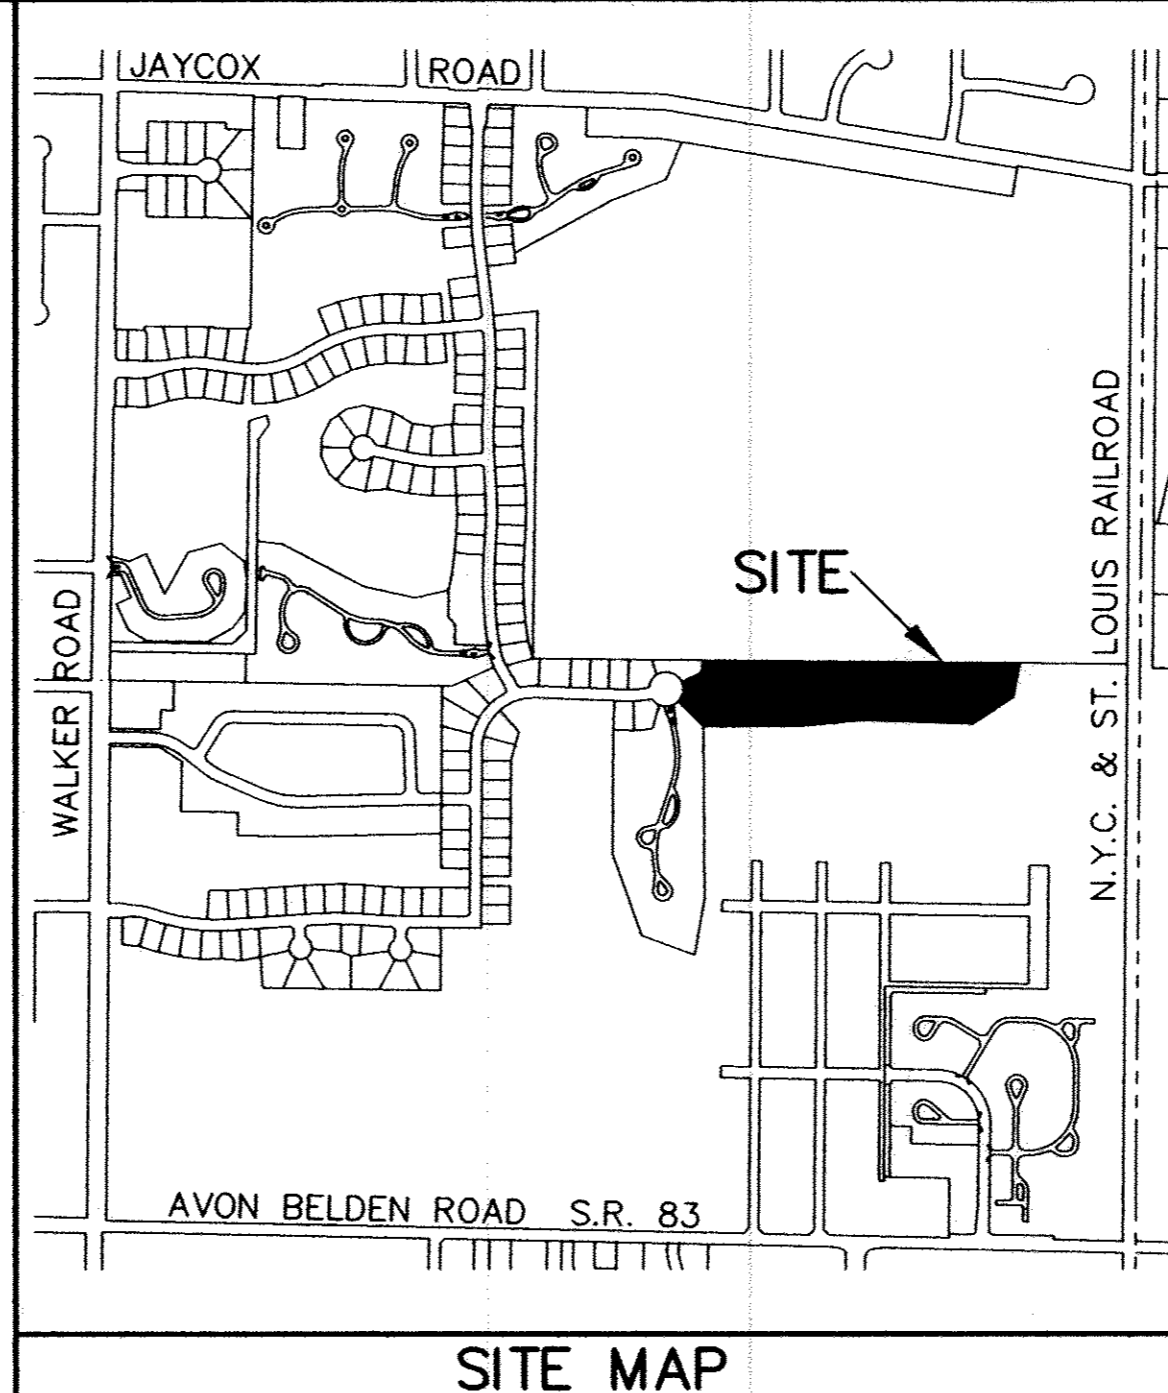 JAYCOX ROAD
SITE
N.Y.C. & ST. LOUIS RAILROAD
WALKER ROAD
AVON BELDEN ROAD S.R. 83
SITE MAP